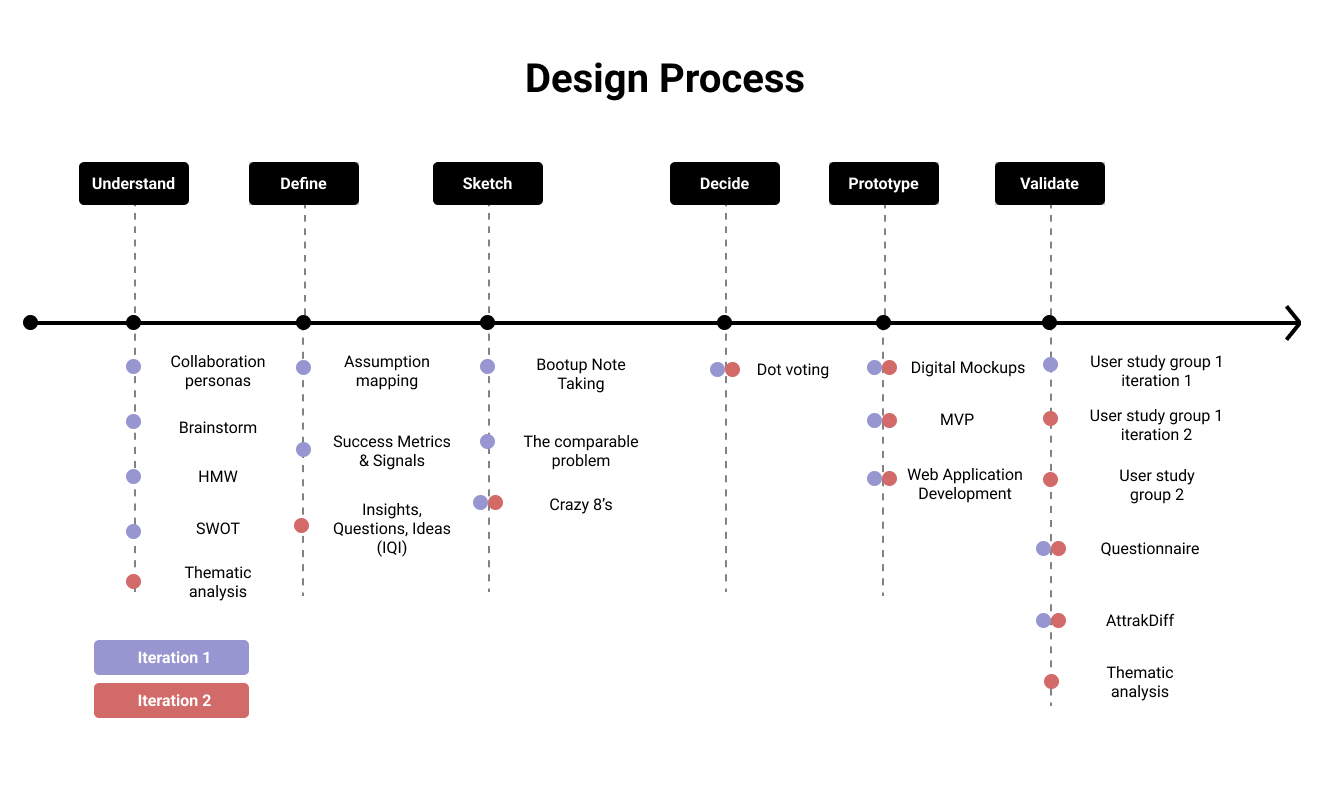 Design Process
Understand
Define
Sketch
Decide
Prototype
Validate
Collaboration
personas
Brainstorm
HMW
SWOT
Thematic
analysis
Assumption
mapping
Success Metrics
& Signals
Insights,
Questions, Ideas
(IQI)
Bootup Note
Taking
The comparable
problem
Crazy 8’s
Dot voting
Digital Mockups
MVP
Web Application
Development
User study group 1
iteration 1
User study group 1
iteration 2
User study
group 2
Questionnaire
AttrakDiff
Thematic
analysis
Iteration 1
Iteration 2